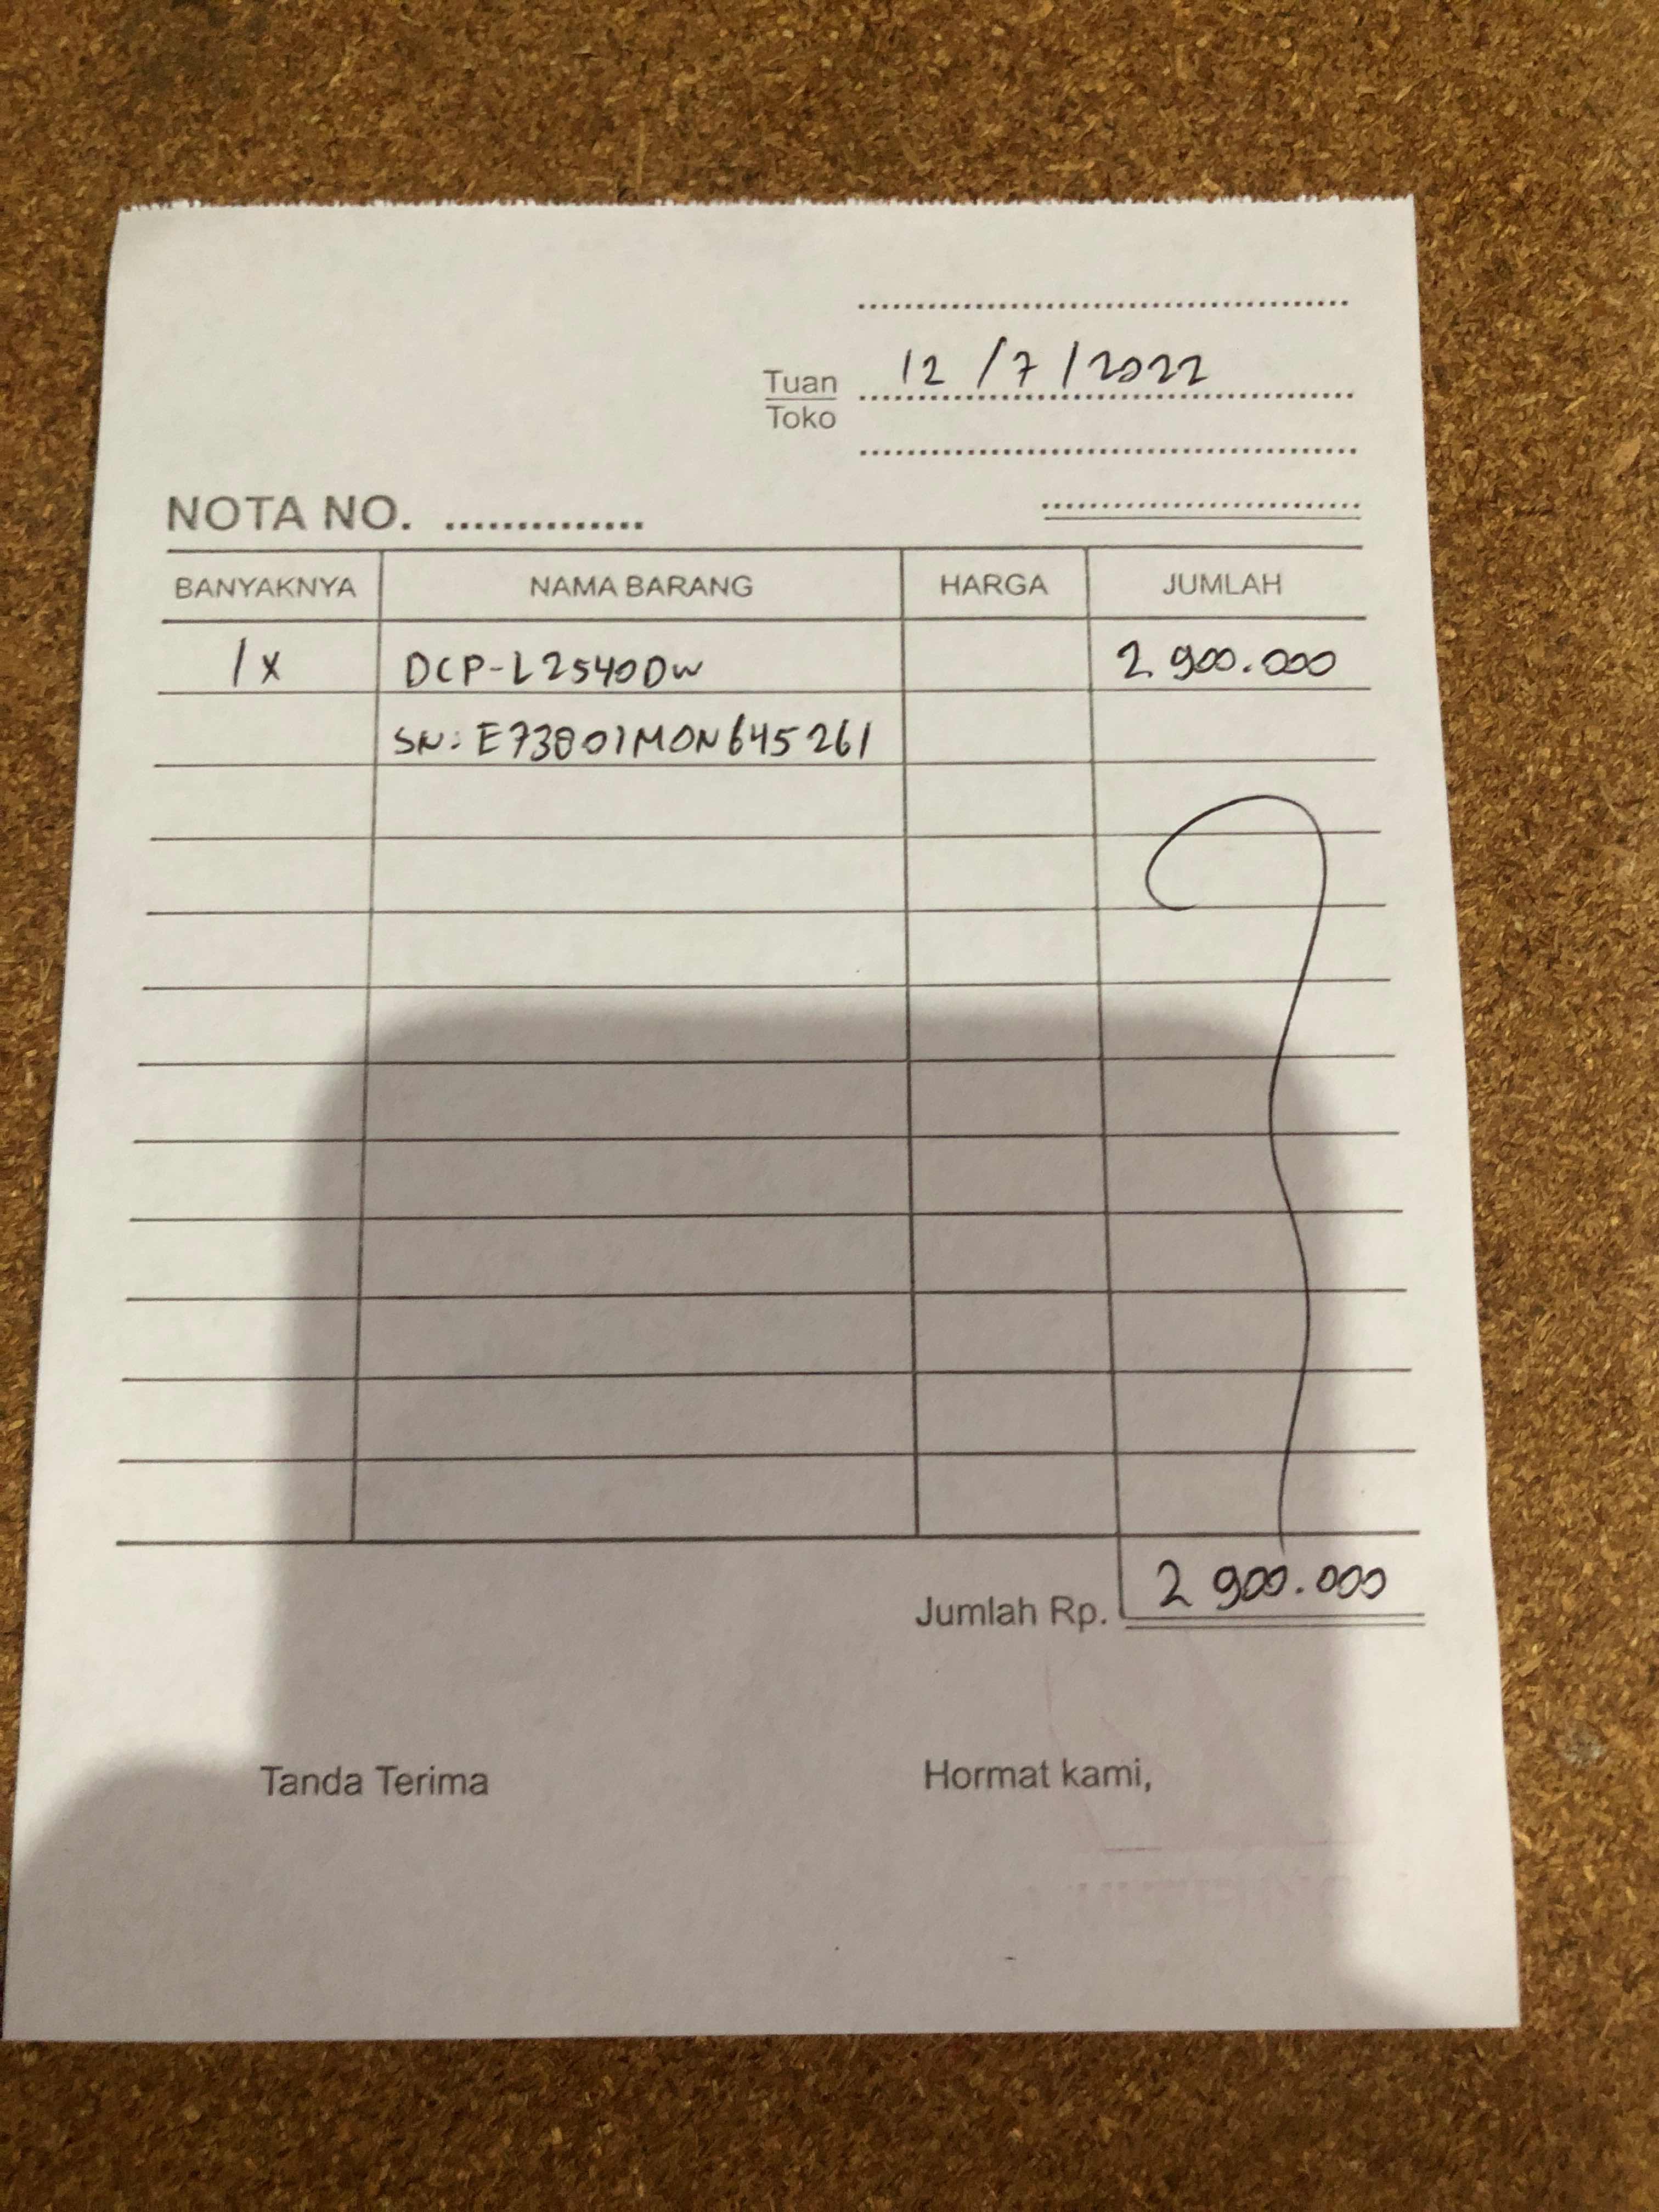 12/7/2022
Tuan
Toko
NOTA NO. ..............
BANYAKNYA NAMA BARANG HARGA JUMLAH
1x DCP-L2540DW 2 900.000
SN: E73801M0N645261
Jumlah Rp. 2 900.000
Tanda Terima Hormat kami,